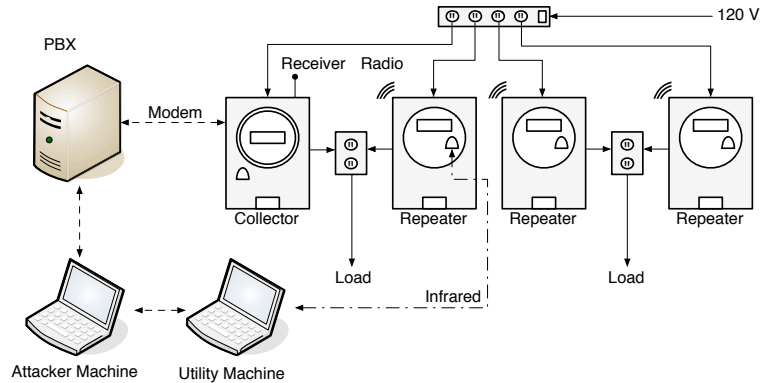 120 V
PBX
Receiver Radio
Modem
Collector
Repeater
Repeater
Repeater
Load
Load
Infrared
Attacker Machine
Utility Machine